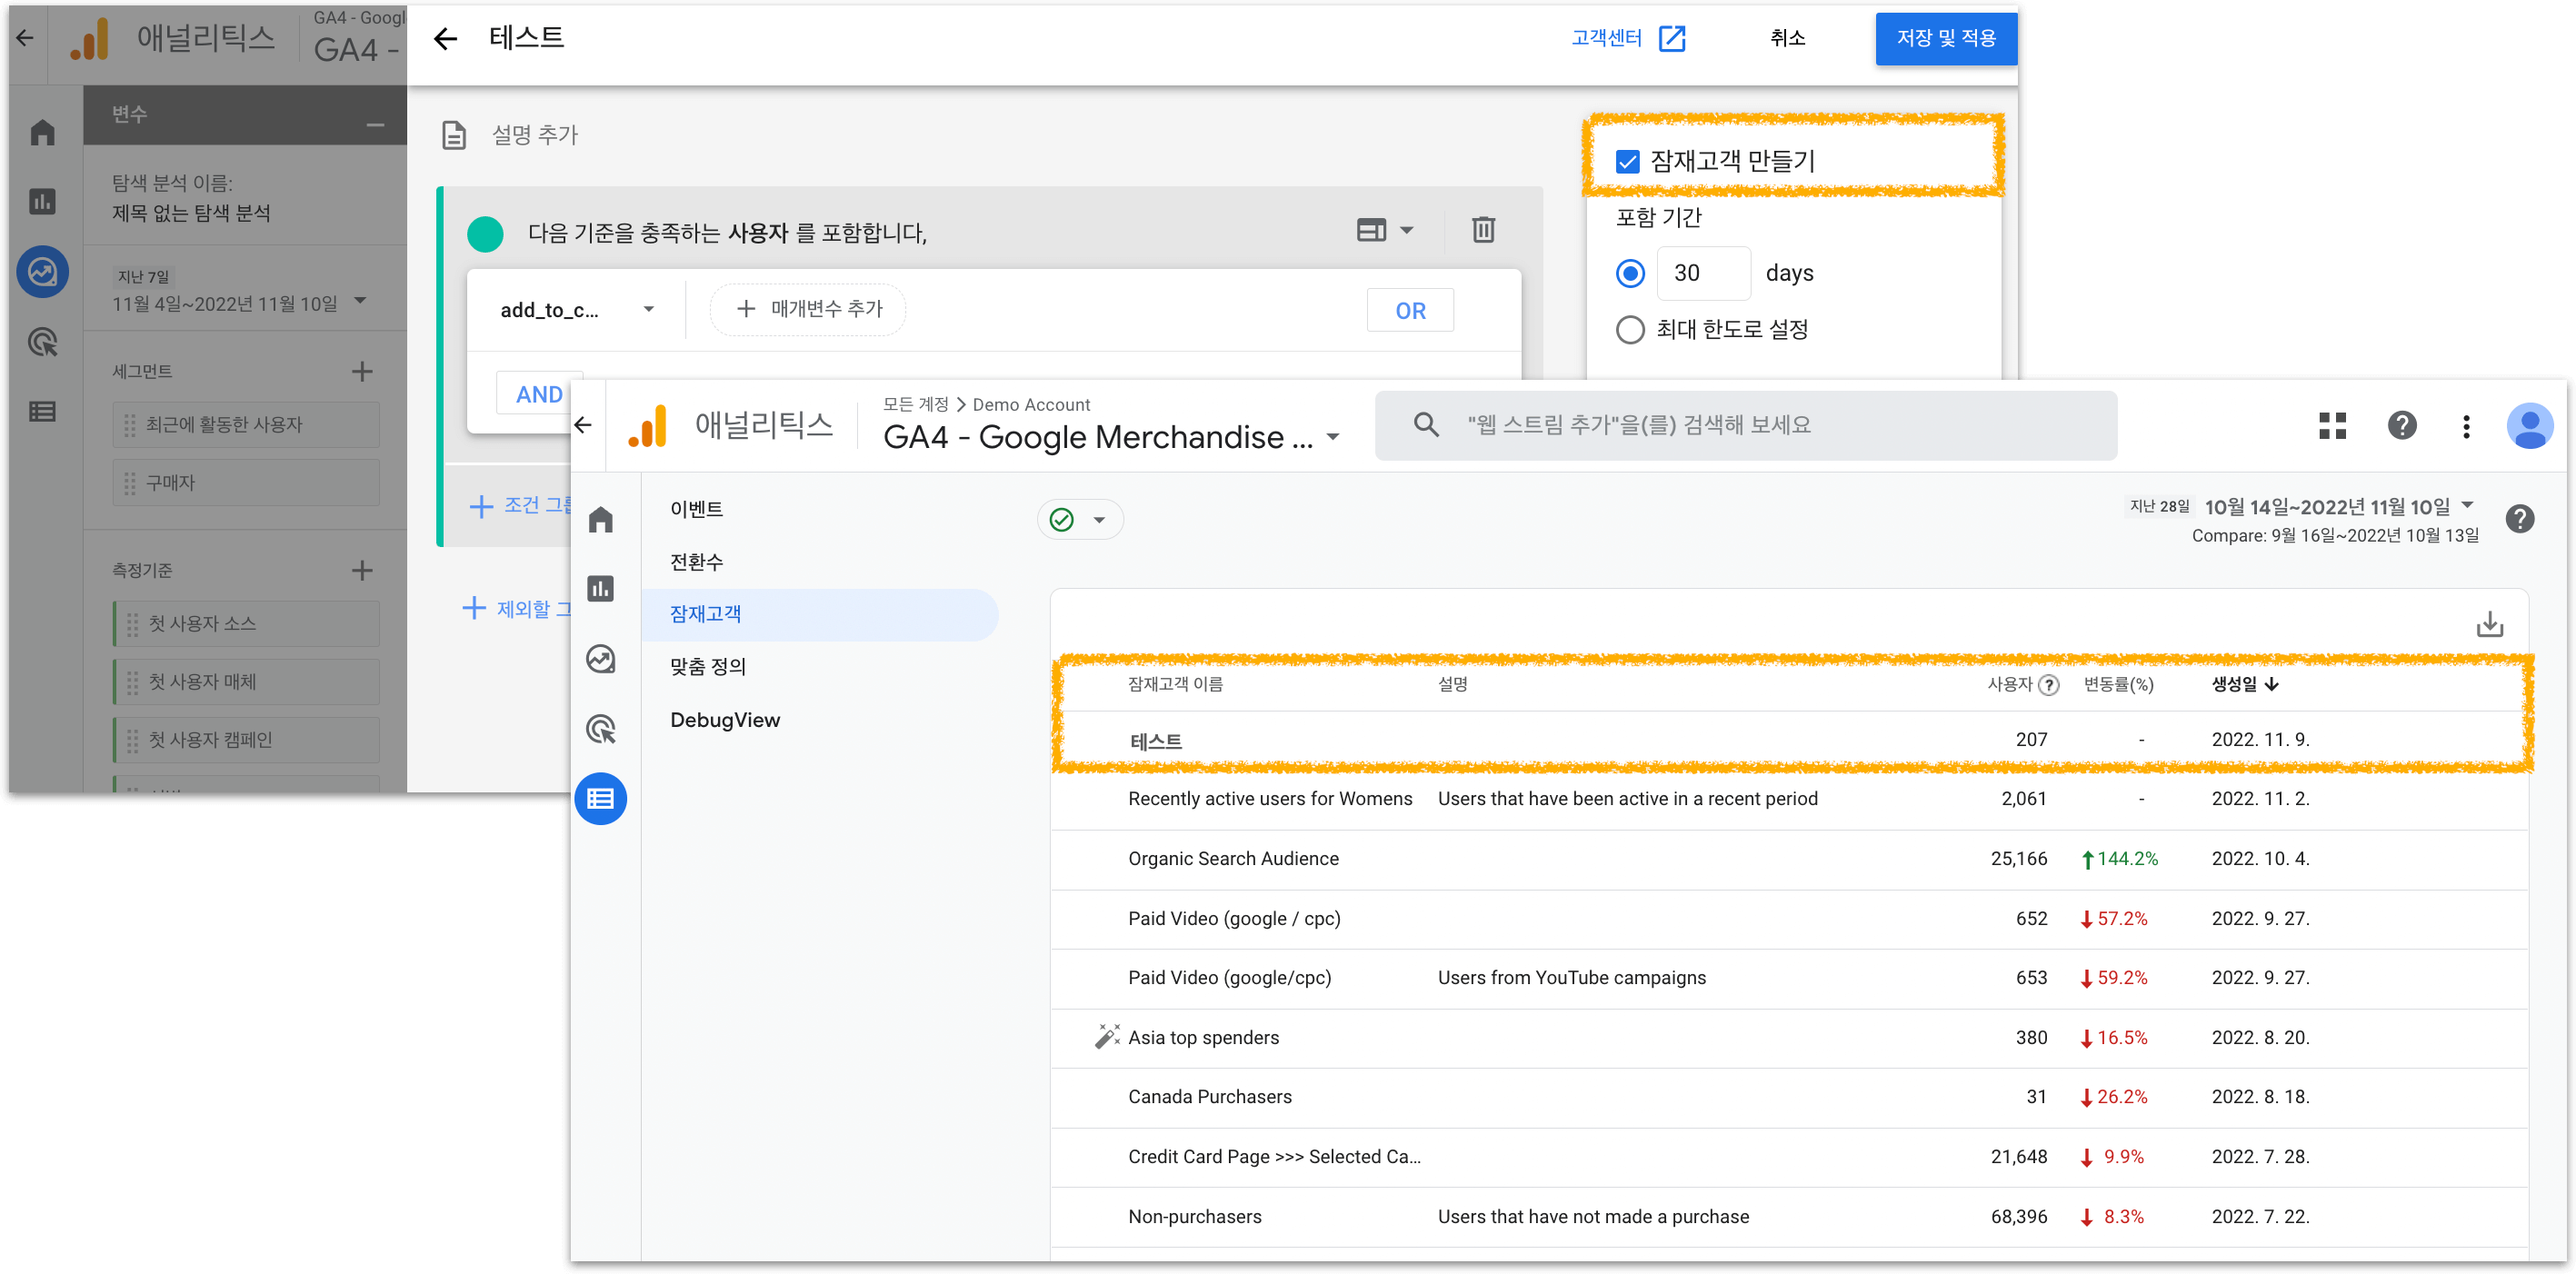 애널리틱스
GA4 - Googl
GA4 -
테스트
고객센터
취소
저장 및 적용
변수
탐색 분석 이름:
제목 없는 탐색 분석
지난 7일
11월 4일~2022년 11월 10일
세그먼트
최근에 활동한 사용자
구매자
측정기준
첫 사용자 소스
첫 사용자 매체
첫 사용자 캠페인
설명 추가
다음 기준을 충족하는 사용자 를 포함합니다,
add_to_c...
매개변수 추가
OR
AND
조건 그룹
제외할 그
잠재고객 만들기
포함 기간
30 days
최대 한도로 설정
애널리틱스
모든 계정 > Demo Account
GA4 - Google Merchandise ...
"웹 스트림 추가"을(를) 검색해 보세요
이벤트
전환수
잠재고객
맞춤 정의
DebugView
지난 28일 10월 14일~2022년 11월 10일
Compare: 9월 16일~2022년 10월 13일
잠재고객 이름 설명 사용자 변동률(%) 생성일
테스트 207 - 2022. 11. 9.
Recently active users for Womens Users that have been active in a recent period 2,061 - 2022. 11. 2.
Organic Search Audience 25,166 144.2% 2022. 10. 4.
Paid Video (google / cpc) 652 57.2% 2022. 9. 27.
Paid Video (google/cpc) Users from YouTube campaigns 653 59.2% 2022. 9. 27.
Asia top spenders 380 16.5% 2022. 8. 20.
Canada Purchasers 31 26.2% 2022. 8. 18.
Credit Card Page >>> Selected Ca... 21,648 9.9% 2022. 7. 28.
Non-purchasers Users that have not made a purchase 68,396 8.3% 2022. 7. 22.